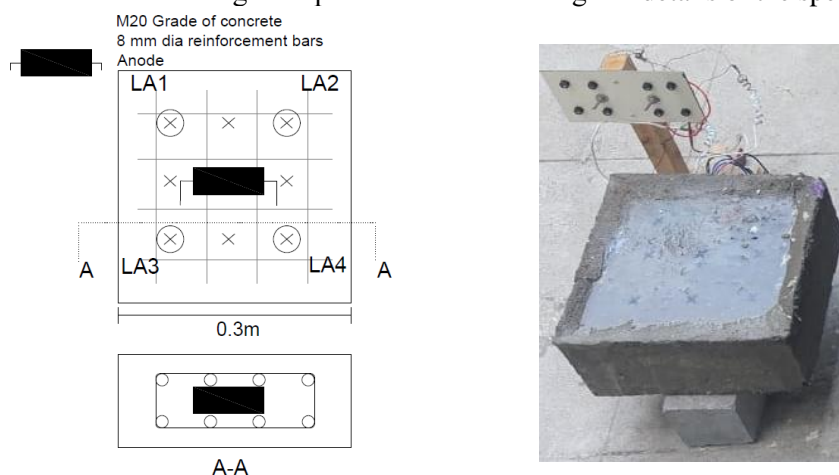 M20 Grade of concrete
8 mm dia reinforcement bars
Anode
LA1 LA2
LA3 LA4
A A
0.3m
A-A